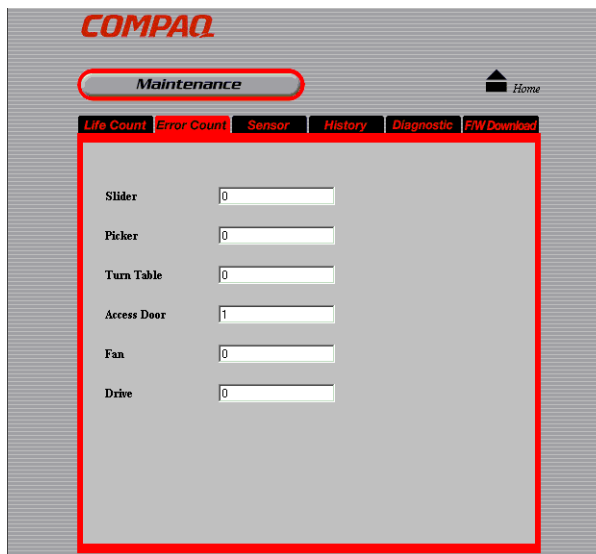 COMPAQ
Maintenance
Home
Life Count Error Count Sensor History Diagnostic F/W Download
Slider 0
Picker 0
Turn Table 0
Access Door 1
Fan 0
Drive 0